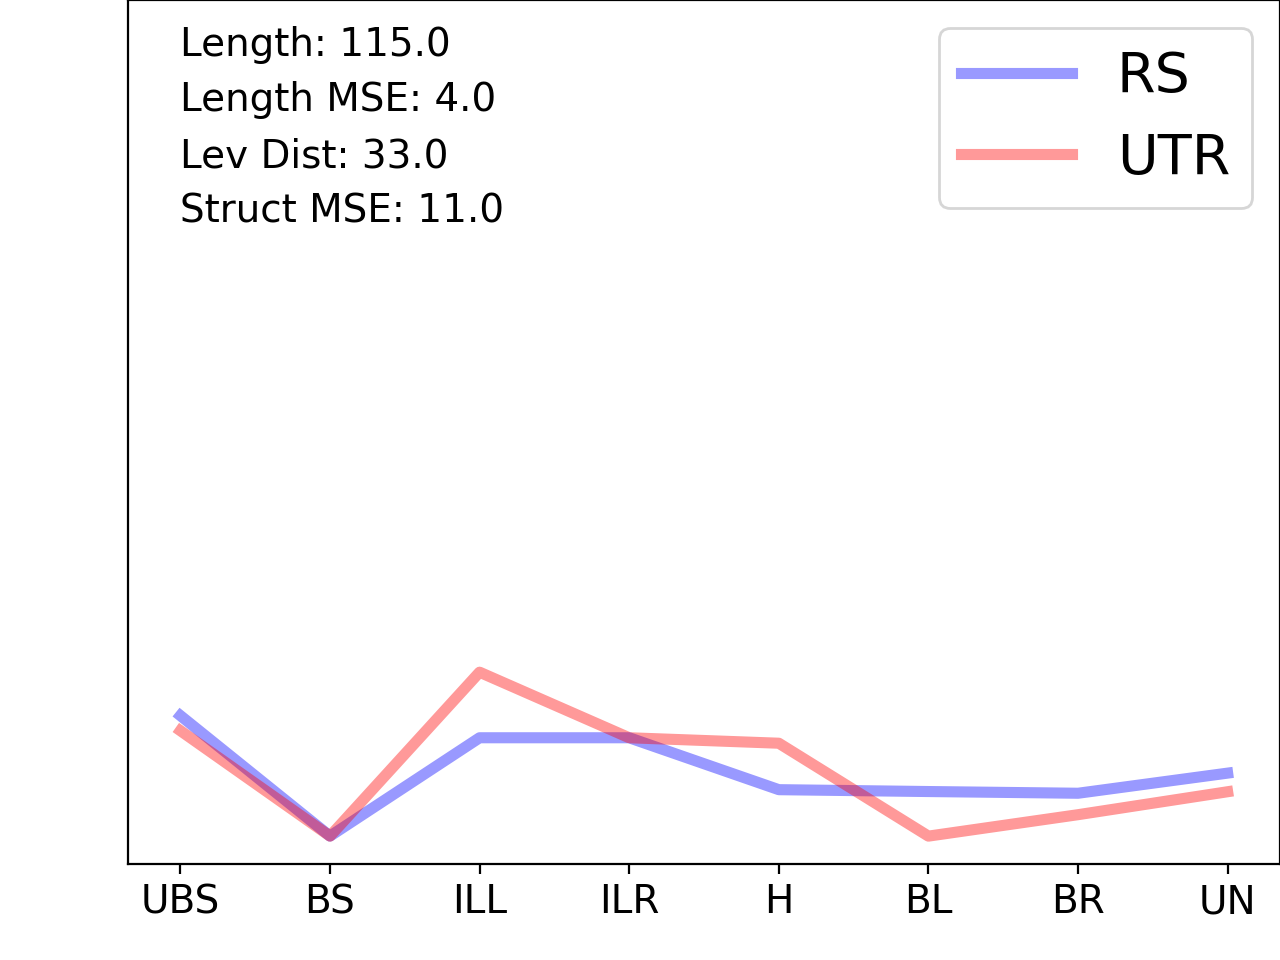 Length: 115.0
Length MSE: 4.0
Lev Dist: 33.0
Struct MSE: 11.0
RS
UTR
UBS BS ILL ILR H BL BR UN